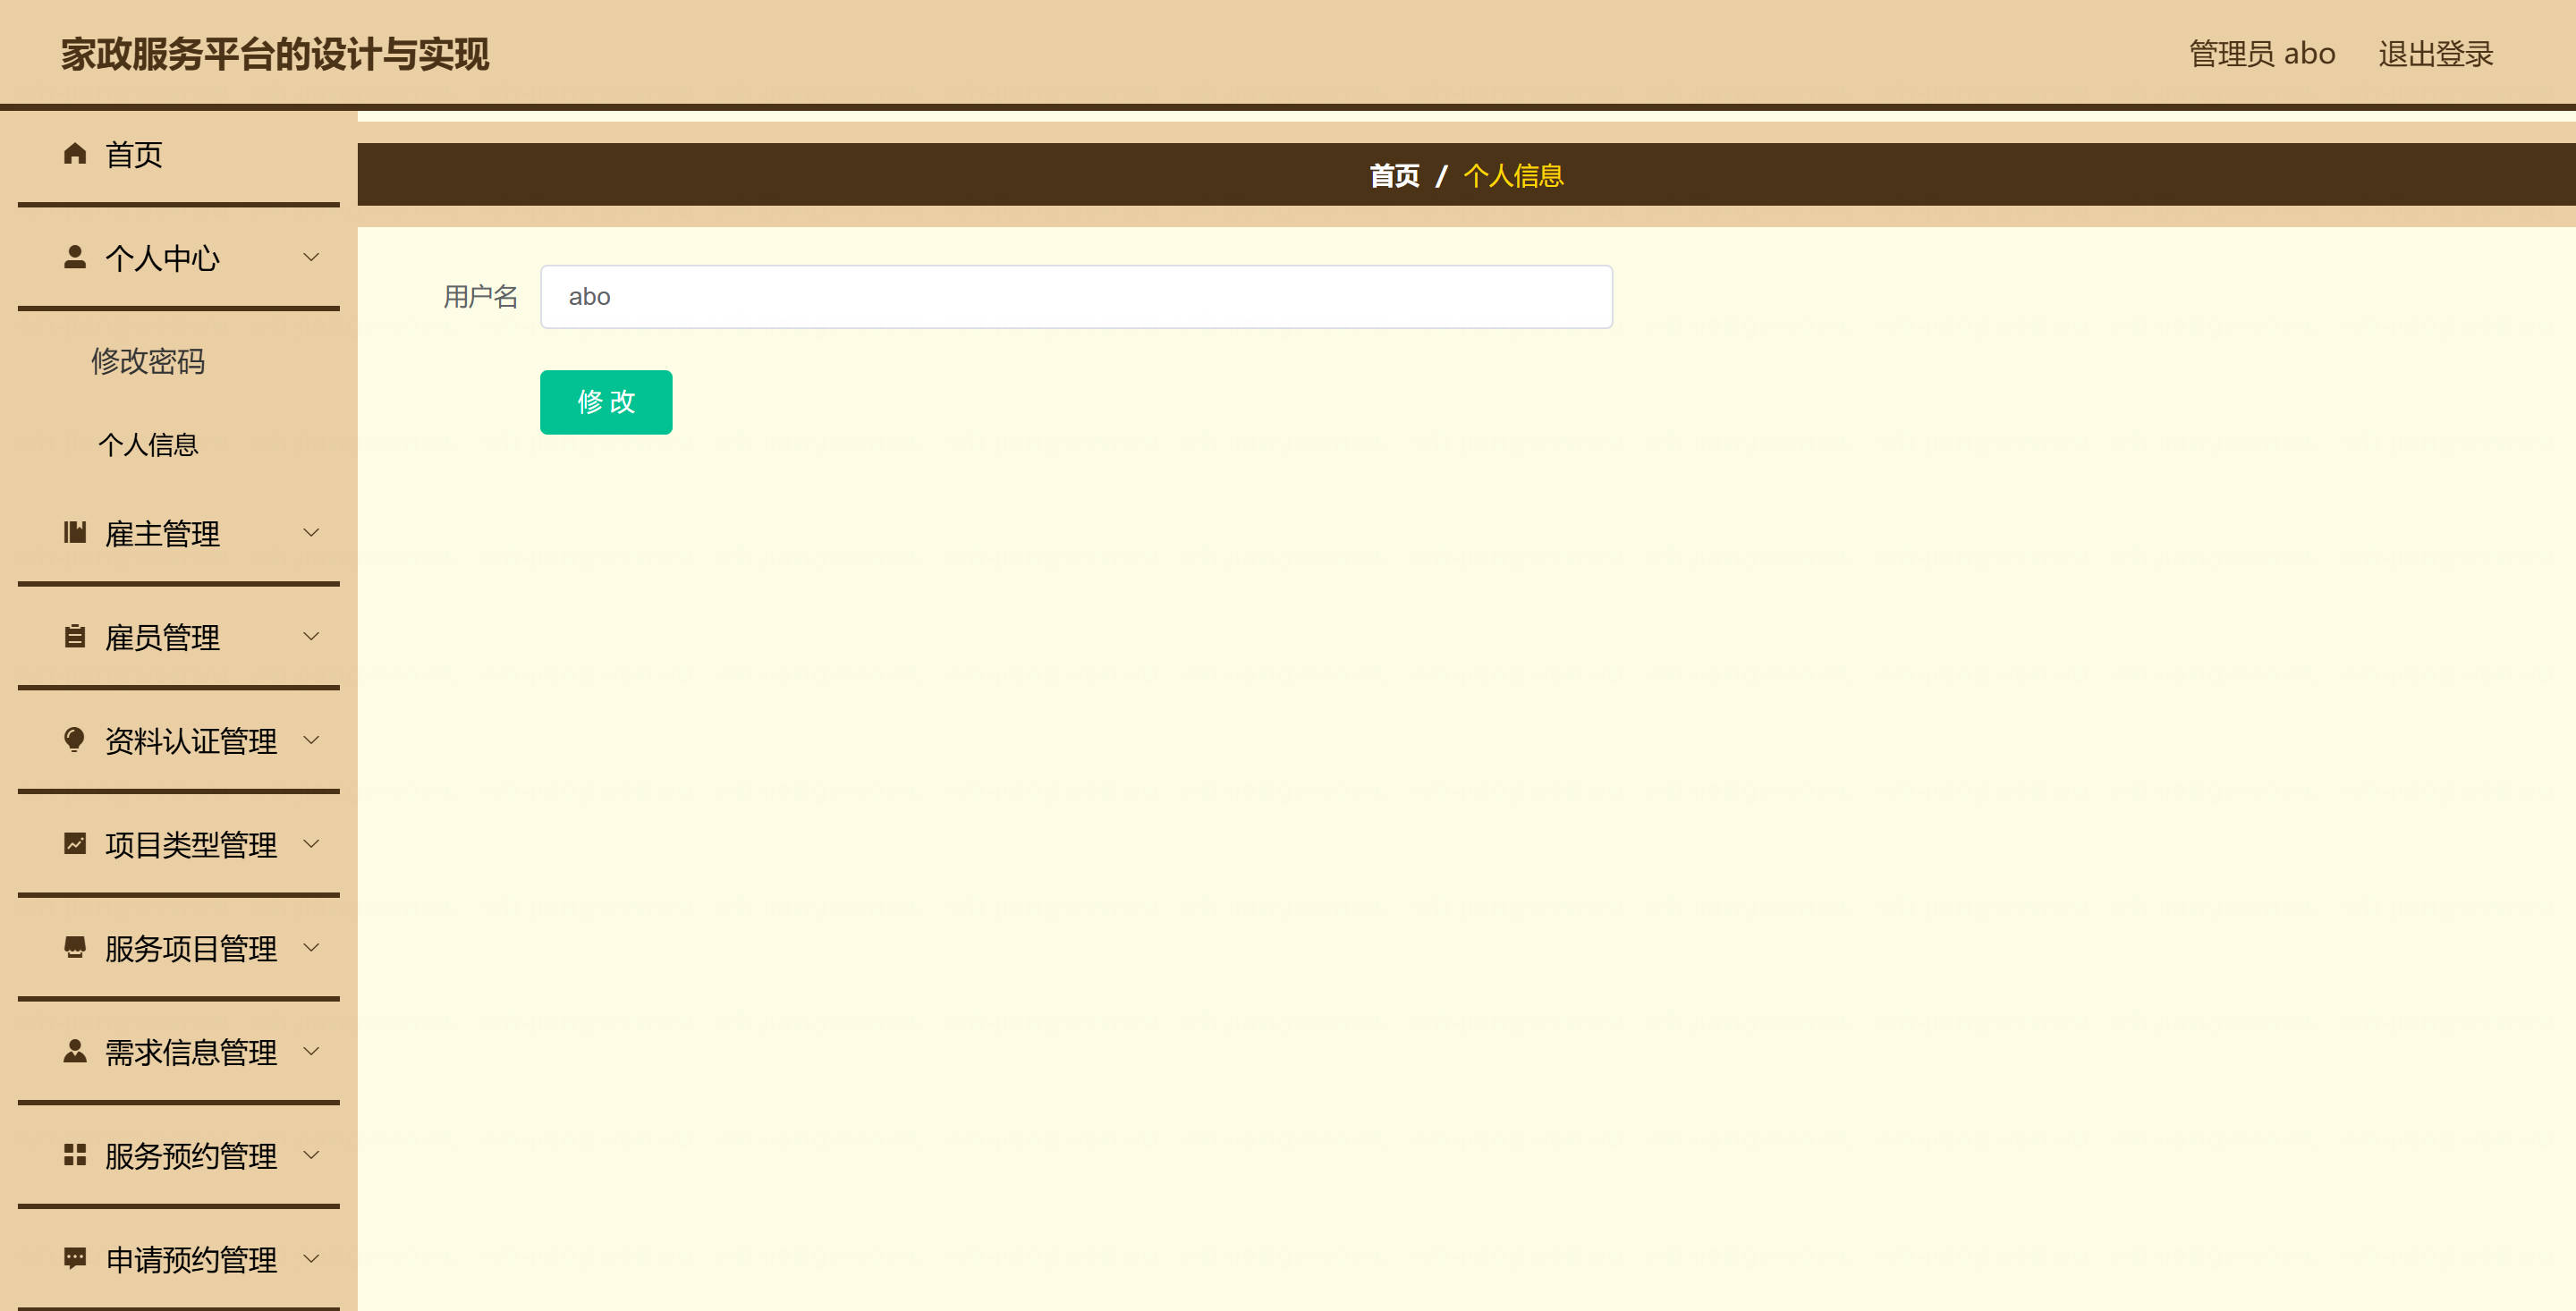 家政服务平台的设计与实现
管理员 abo 退出登录
首页
首页 / 个人信息
个人中心
用户名 abo
修改密码
修 改
个人信息
雇主管理
雇员管理
资料认证管理
项目类型管理
服务项目管理
需求信息管理
服务预约管理
申请预约管理